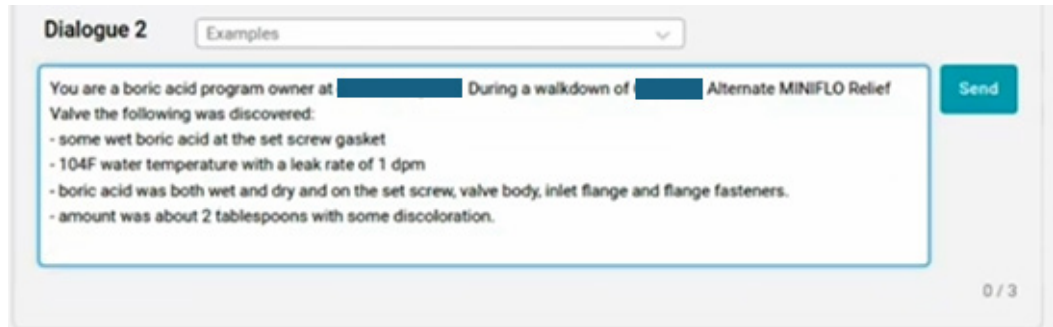 Dialogue 2
Examples
You are a boric acid program owner at During a walkdown of Alternate MINIFLO Relief
Valve the following was discovered:
- some wet boric acid at the set screw gasket
- 104F water temperature with a leak rate of 1 dpm
- boric acid was both wet and dry and on the set screw, valve body, inlet flange and flange fasteners.
- amount was about 2 tablespoons with some discoloration.
Send
0 / 3